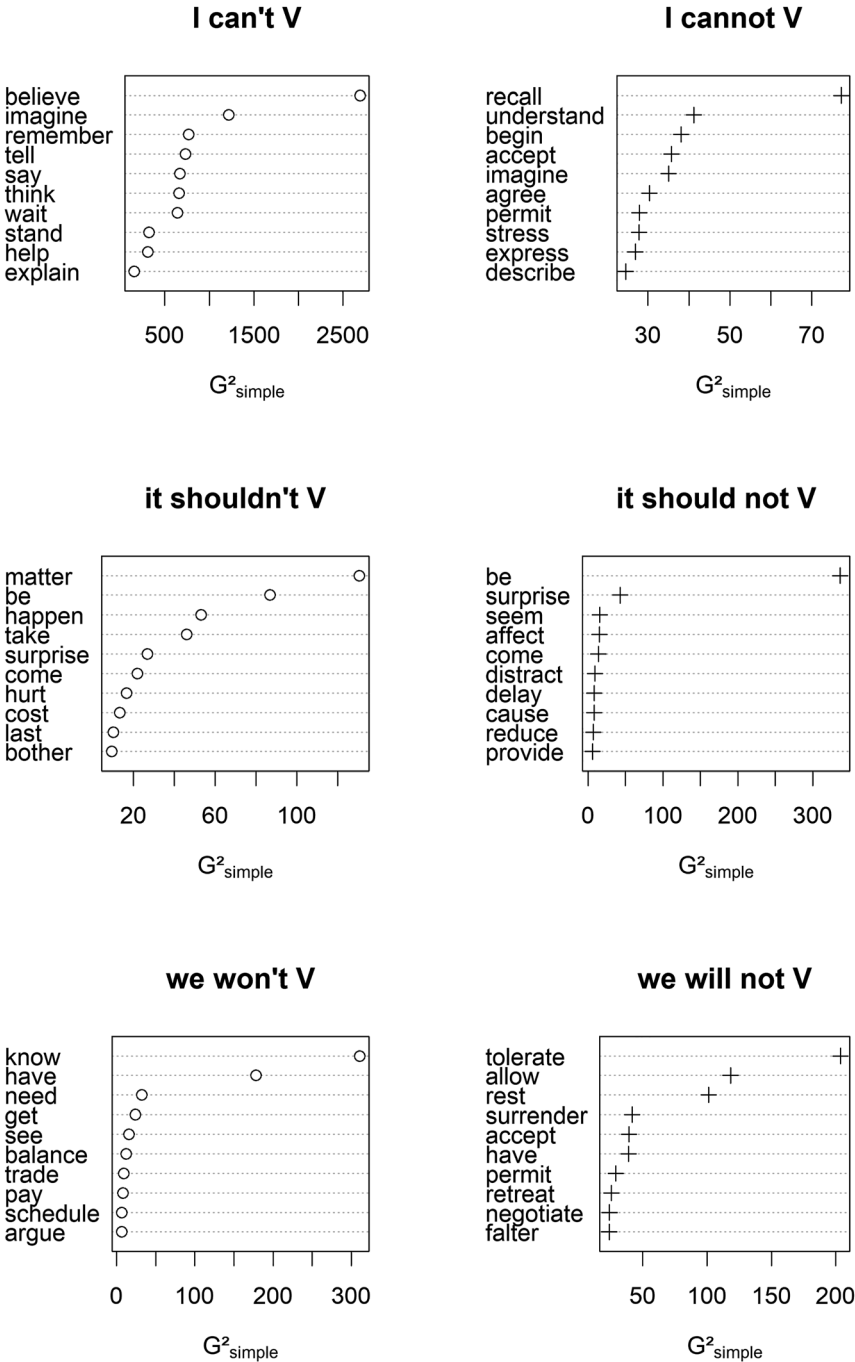 I can't V
believe
imagine
remember
tell
say
think
wait
stand
help
explain
500 1500 2500
G²simple
I cannot V
recall
understand
begin
accept
imagine
agree
permit
stress
express
describe
30 50 70
G²simple
it shouldn't V
matter
be
happen
take
surprise
come
hurt
cost
last
bother
20 60 100
G²simple
it should not V
be
surprise
seem
affect
come
distract
delay
cause
reduce
provide
0 100 200 300
G²simple
we won't V
know
have
need
get
see
balance
trade
pay
schedule
argue
0 100 200 300
G²simple
we will not V
tolerate
allow
rest
surrender
accept
have
permit
retreat
negotiate
falter
50 100 150 200
G²simple